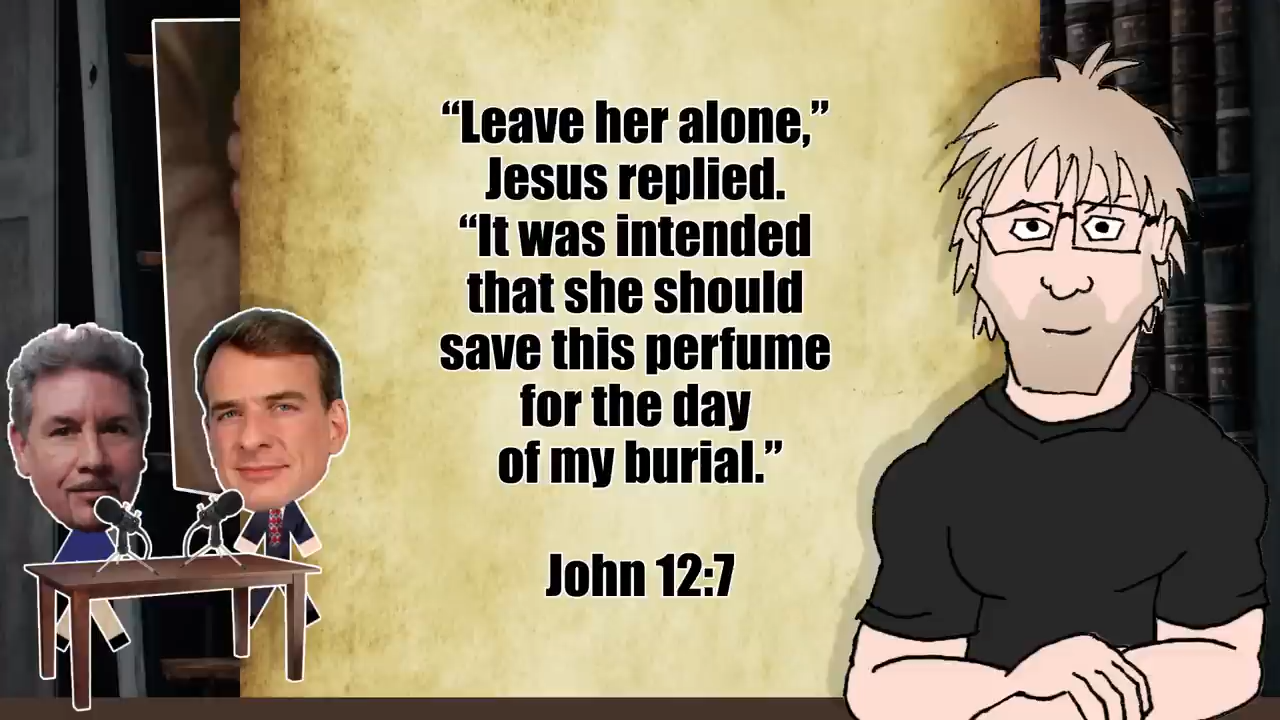 “Leave her alone,”
Jesus replied.
“It was intended
that she should
save this perfume
for the day
of my burial.”
John 12:7